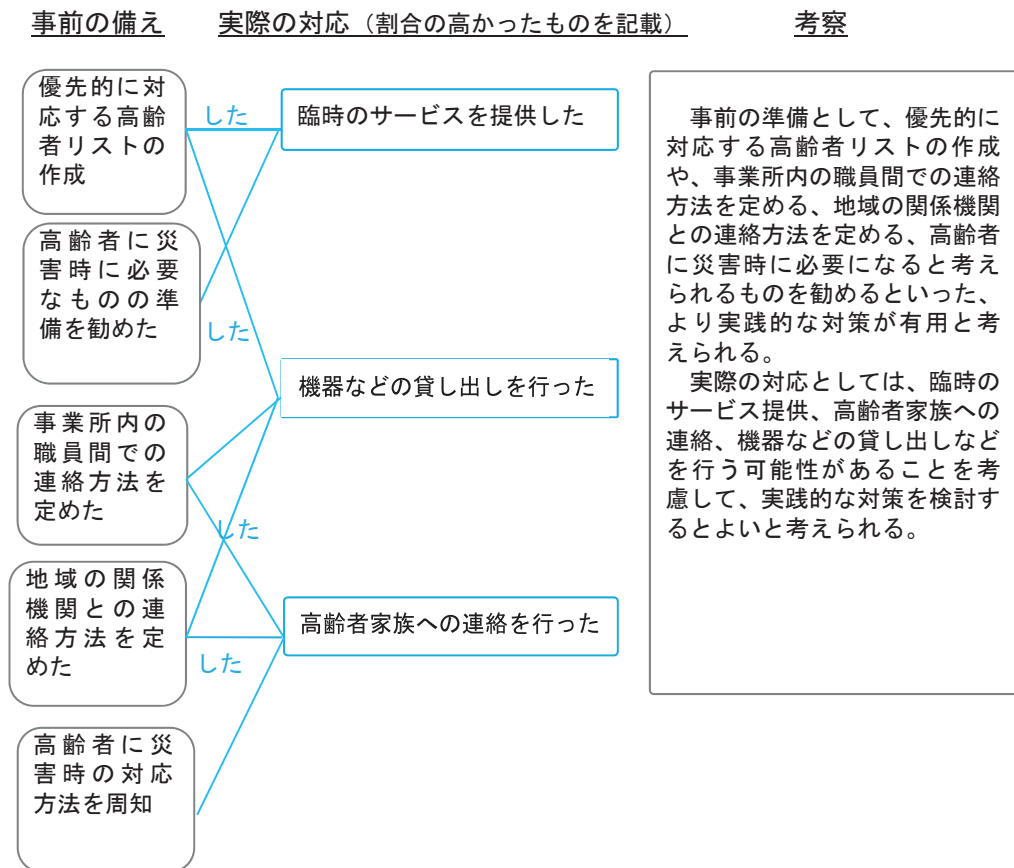 事前の備え
実際の対応（割合の高かったものを記載）
考察
優先的に対
応する高齢
者リストの
作成
した
臨時のサービスを提供した
高齢者に災
害時に必要
なものの準
備を勧めた
した
機器などの貸し出しを行った
事業所内の
職員間での
連絡方法を
定めた
した
地域の関係
機関との連
絡方法を定
めた
した
高齢者家族への連絡を行った
高齢者に災
害時の対応
方法を周知
事前の準備として、優先的に
対応する高齢者リストの作成
や、事業所内の職員間での連絡
方法を定める、地域の関係機関
との連絡方法を定める、高齢者
に災害時に必要になると考え
られるものを勧めるといった、
より実践的な対策が有用と考
えられる。
実際の対応としては、臨時の
サービス提供、高齢者家族への
連絡、機器などの貸し出しなど
を行う可能性があることを考
慮して、実践的な対策を検討す
るとよいと考えられる。